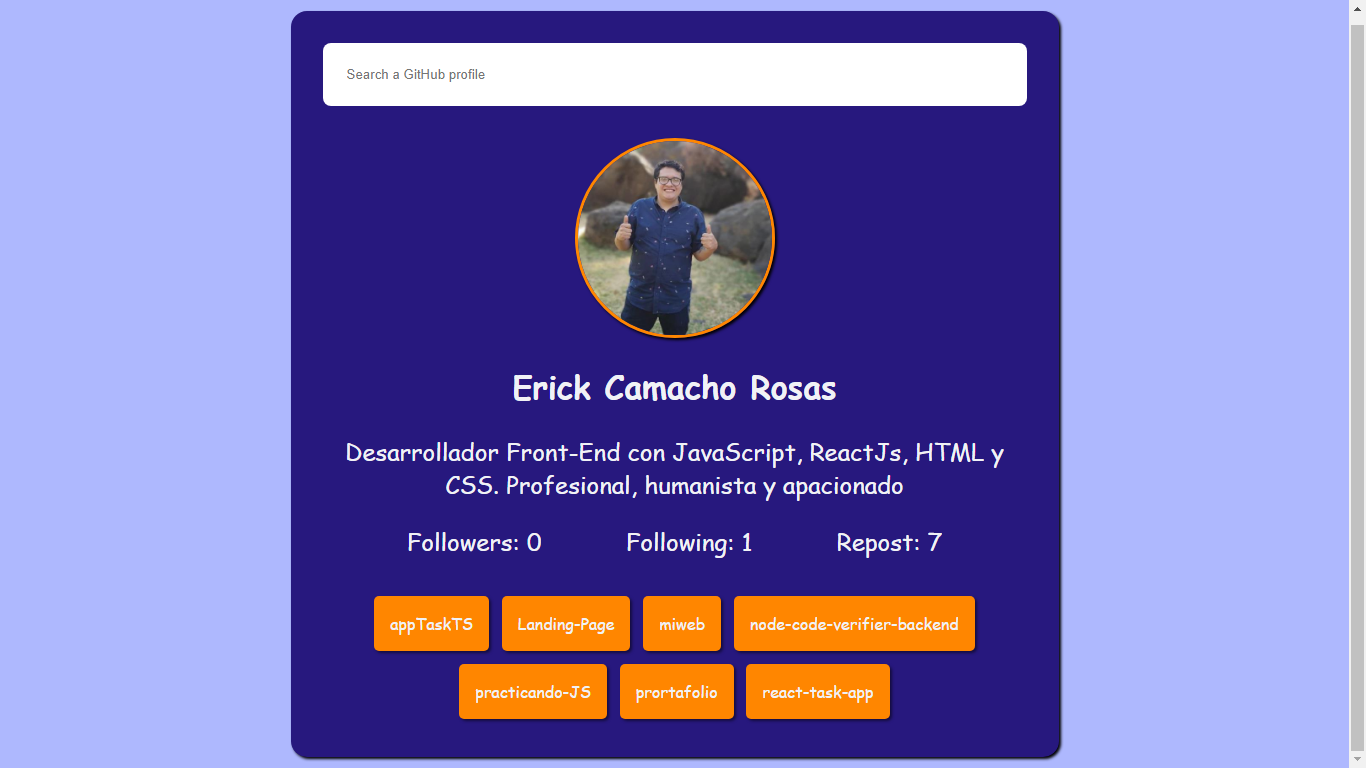 Search a GitHub profile
Erick Camacho Rosas
Desarrollador Front-End con JavaScript, ReactJs, HTML y
CSS. Profesional, humanista y apacionado
Followers: 0 Following: 1 Repost: 7
appTaskTS Landing-Page miweb node-code-verifier-backend
practicando-JS prortafolio react-task-app